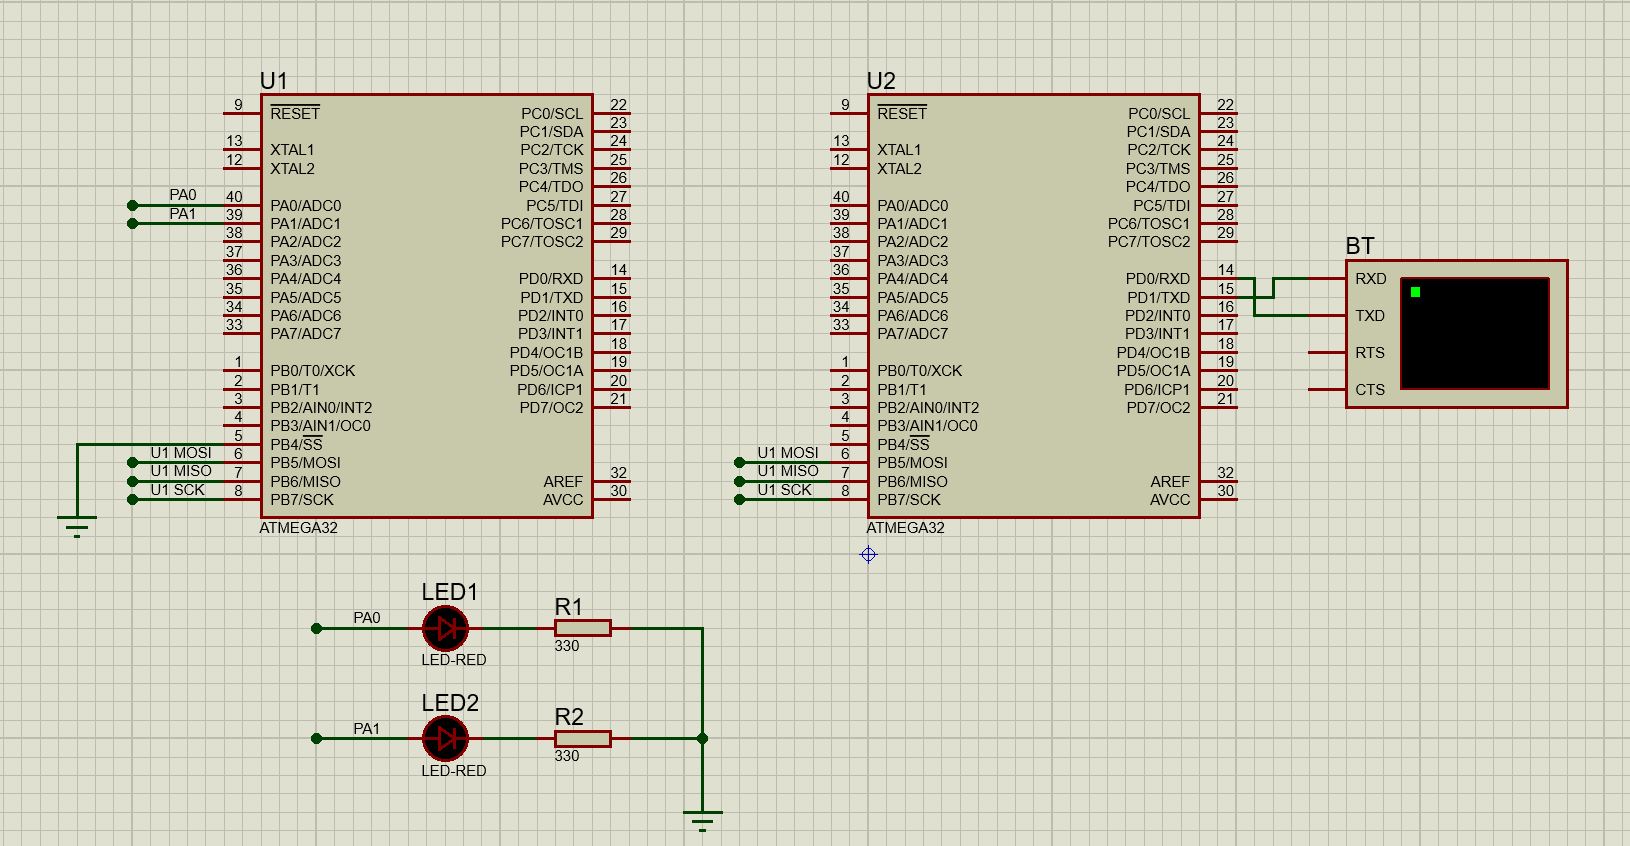 U1
9 RESET
13 XTAL1
12 XTAL2
PA0 40 PA0/ADC0
PA1 39 PA1/ADC1
38 PA2/ADC2
37 PA3/ADC3
36 PA4/ADC4
35 PA5/ADC5
34 PA6/ADC6
33 PA7/ADC7
1 PB0/T0/XCK
2 PB1/T1
3 PB2/AIN0/INT2
4 PB3/AIN1/OC0
5 PB4/SS
U1 MOSI 6 PB5/MOSI
U1 MISO 7 PB6/MISO
U1 SCK 8 PB7/SCK
PC0/SCL 22
PC1/SDA 23
PC2/TCK 24
PC3/TMS 25
PC4/TDO 26
PC5/TDI 27
PC6/TOSC1 28
PC7/TOSC2 29
PD0/RXD 14
PD1/TXD 15
PD2/INT0 16
PD3/INT1 17
PD4/OC1B 18
PD5/OC1A 19
PD6/ICP1 20
PD7/OC2 21
AREF 32
AVCC 30
ATMEGA32
U2
9 RESET
13 XTAL1
12 XTAL2
40 PA0/ADC0
39 PA1/ADC1
38 PA2/ADC2
37 PA3/ADC3
36 PA4/ADC4
35 PA5/ADC5
34 PA6/ADC6
33 PA7/ADC7
1 PB0/T0/XCK
2 PB1/T1
3 PB2/AIN0/INT2
4 PB3/AIN1/OC0
5 PB4/SS
U1 MOSI 6 PB5/MOSI
U1 MISO 7 PB6/MISO
U1 SCK 8 PB7/SCK
PC0/SCL 22
PC1/SDA 23
PC2/TCK 24
PC3/TMS 25
PC4/TDO 26
PC5/TDI 27
PC6/TOSC1 28
PC7/TOSC2 29
PD0/RXD 14
PD1/TXD 15
PD2/INT0 16
PD3/INT1 17
PD4/OC1B 18
PD5/OC1A 19
PD6/ICP1 20
PD7/OC2 21
AREF 32
AVCC 30
ATMEGA32
BT
RXD
TXD
RTS
CTS
LED1
PA0
LED-RED
R1
330
LED2
PA1
LED-RED
R2
330